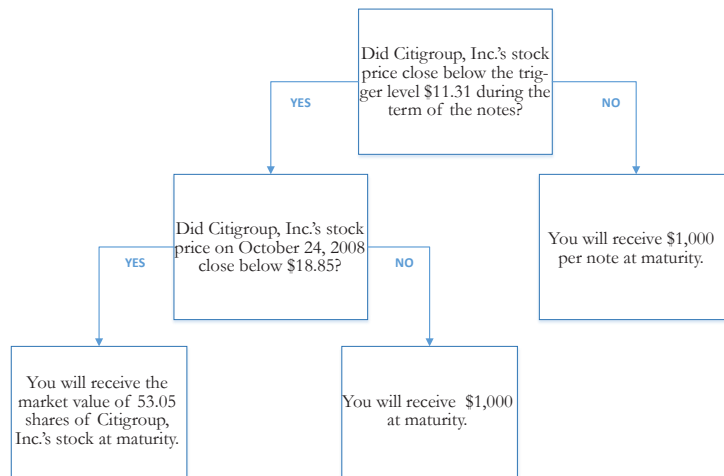 Did Citigroup, Inc.'s stock
price close below the trig-
ger level $11.31 during the
term of the notes?
YES
NO
Did Citigroup, Inc.'s stock
price on October 24, 2008
close below $18.85?
You will receive $1,000
per note at maturity.
YES
NO
You will receive the
market value of 53.05
shares of Citigroup,
Inc.'s stock at maturity.
You will receive $1,000
at maturity.